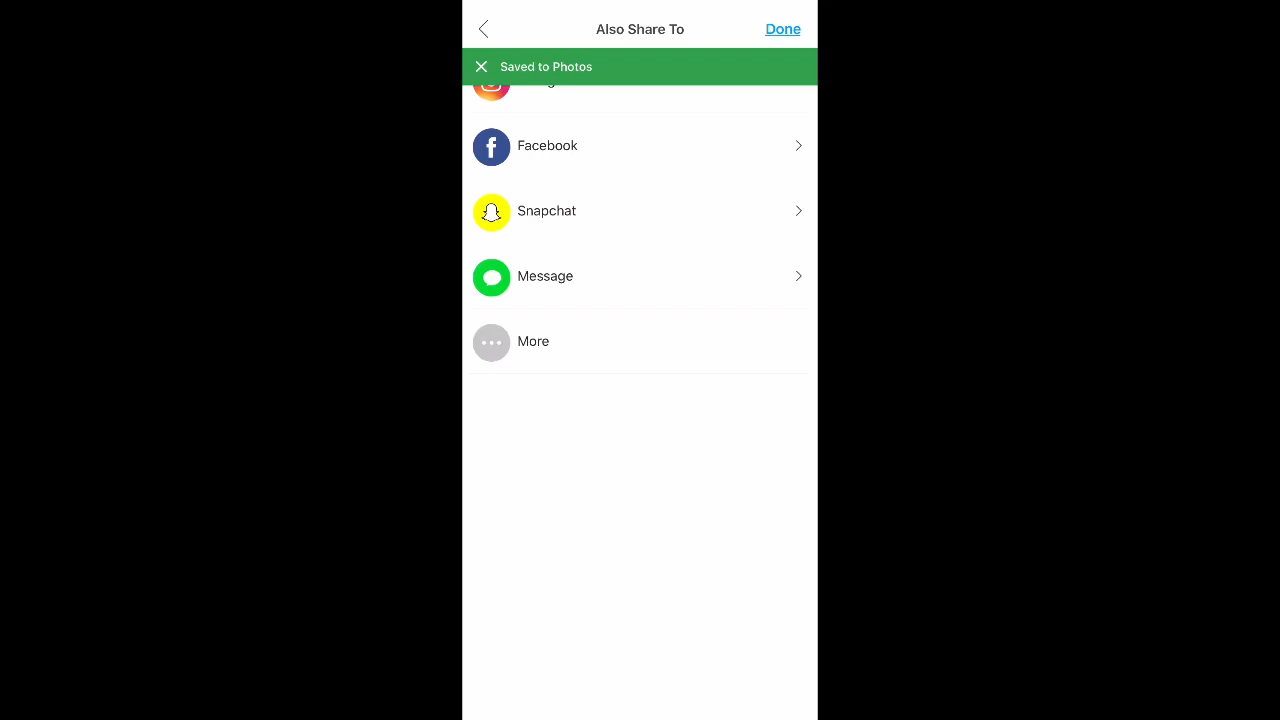 Also Share To
Done
Saved to Photos
Facebook
Snapchat
Message
More